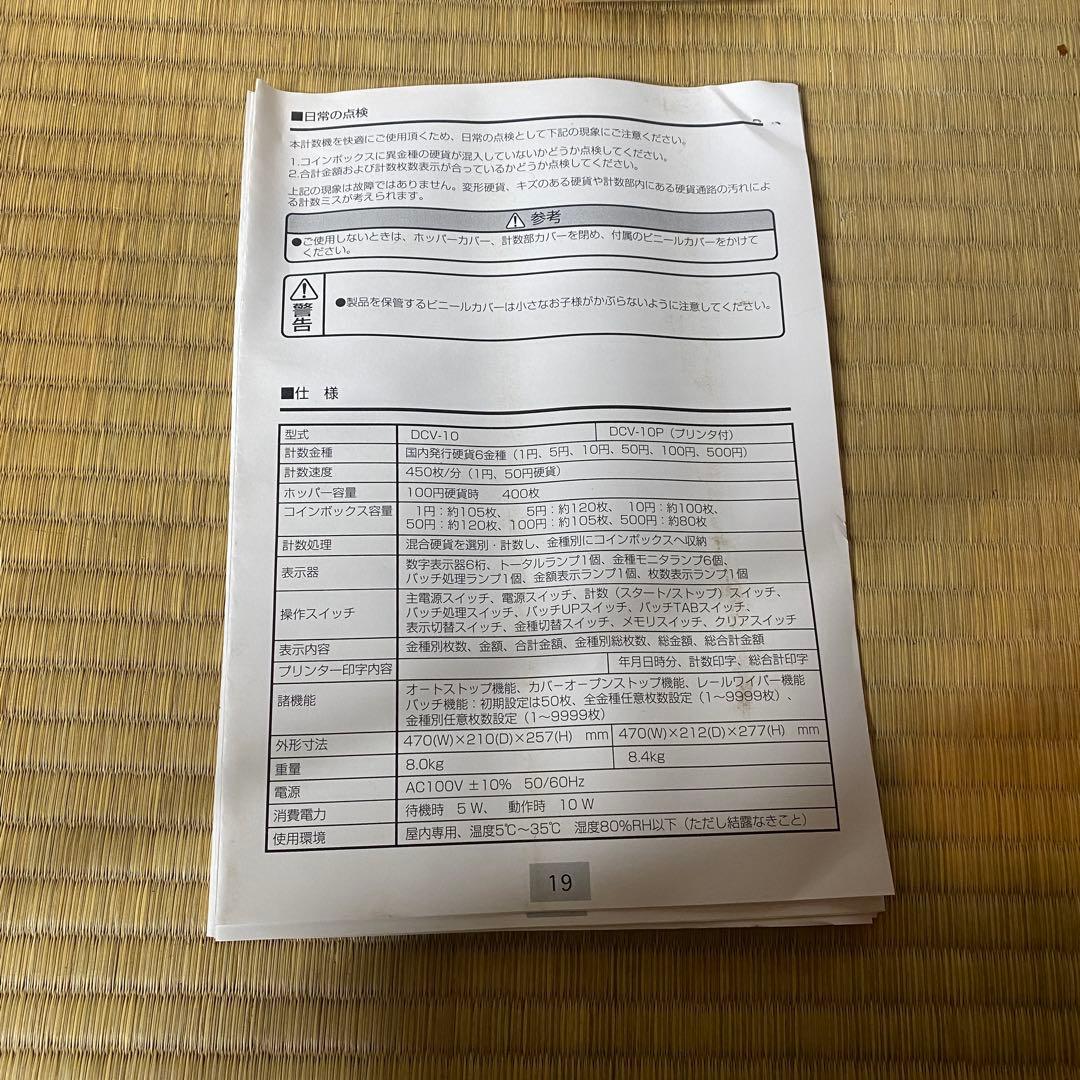 ■日常の点検
本計数機を快適にご使用頂くため、日常の点検として下記の現象にご注意ください。
1.コインボックスに異金種の硬貨が混入していないかどうか点検してください。
2.合計金額および計数枚数表示が合っているかどうか点検してください。
上記の現象は故障ではありません。変形硬貨、キズのある硬貨や計数部内にある硬貨通路の汚れによ
る計数ミスが考えられます。
参考
●ご使用しないときは、ホッパーカバー、計数部カバーを閉め、付属のビニールカバーをかけて
ください。
警告
●製品を保管するビニールカバーは小さなお子様がかぶらないように注意してください。
■仕 様
型式 DCV-10 DCV-10P（プリンタ付）
計数金種 国内発行硬貨6金種（1円、5円、10円、50円、100円、500円）
計数速度 450枚/分（1円、50円硬貨）
ホッパー容量 100円硬貨時 400枚
コインボックス容量 1円：約105枚、 5円：約120枚、 10円：約100枚、
50円：約120枚、100円：約105枚、500円：約80枚
計数処理 混合硬貨を選別・計数し、金種別にコインボックスへ収納
表示器 数字表示器6桁、トータルランプ1個、金種モニタランプ6個、
バッチ処理ランプ1個、金額表示ランプ1個、枚数表示ランプ1個
操作スイッチ 主電源スイッチ、電源スイッチ、計数（スタート/ストップ）スイッチ、
バッチ処理スイッチ、バッチUPスイッチ、バッチTABスイッチ、
表示切替スイッチ、金種切替スイッチ、メモリスイッチ、クリアスイッチ
表示内容 金種別枚数、金額、合計金額、金種別総枚数、総金額、総合計金額
プリンター印字内容 年月日時分、計数印字、総合計印字
諸機能 オートストップ機能、カバーオープンストップ機能、レールワイパー機能
バッチ機能：初期設定は50枚、全金種任意枚数設定（1〜9999枚）、
金種別任意枚数設定（1〜9999枚）
外形寸法 470(W)×210(D)×257(H) mm 470(W)×212(D)×277(H) mm
重量 8.0kg 8.4kg
電源 AC100V ±10% 50/60Hz
消費電力 待機時 5W、 動作時 10W
使用環境 屋内専用、温度5℃〜35℃ 湿度80%RH以下（ただし結露なきこと）
19